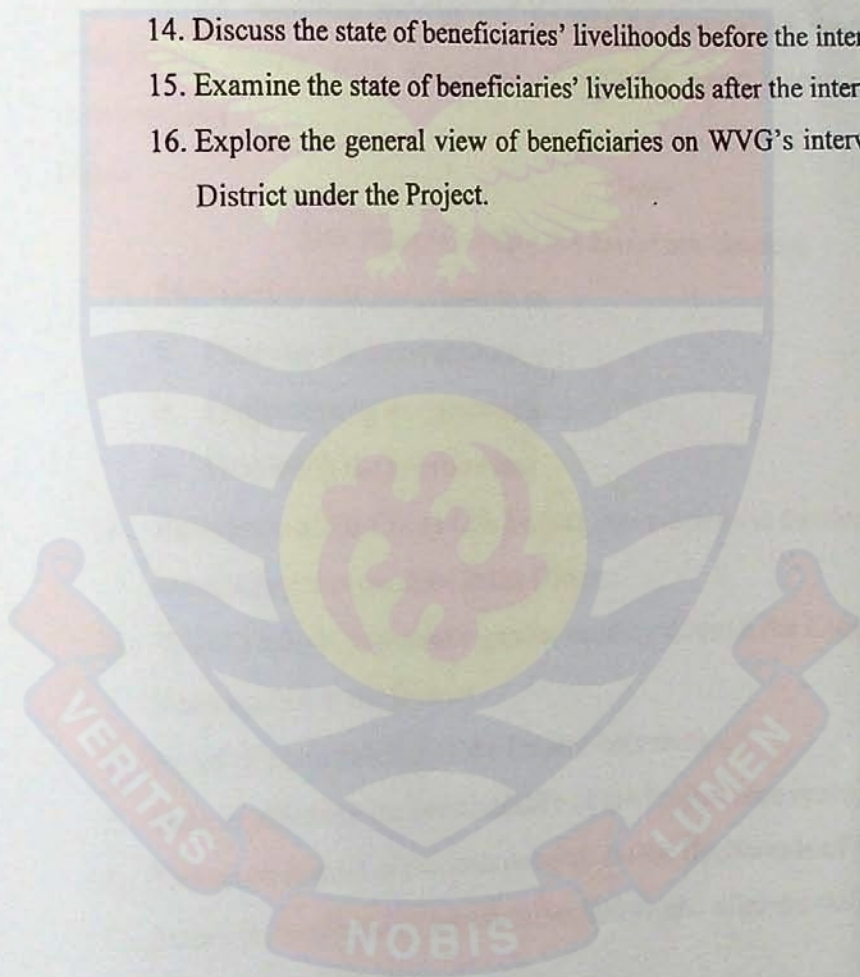 14. Discuss the state of beneficiaries' livelihoods before the
15. Examine the state of beneficiaries' livelihoods after the
16. Explore the general view of beneficiaries on WVG's
District under the Project.
VERITAS
NOBIS
LUMEN